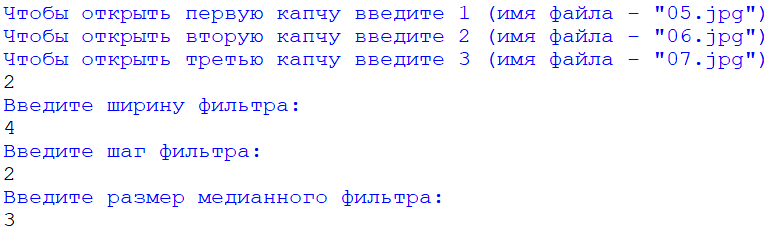 Чтобы открыть первую капчу введите 1 (имя файла - "05.jpg")
Чтобы открыть вторую капчу введите 2 (имя файла - "06.jpg")
Чтобы открыть третью капчу введите 3 (имя файла - "07.jpg")
2
Введите ширину фильтра:
4
Введите шаг фильтра:
2
Введите размер медианного фильтра:
3